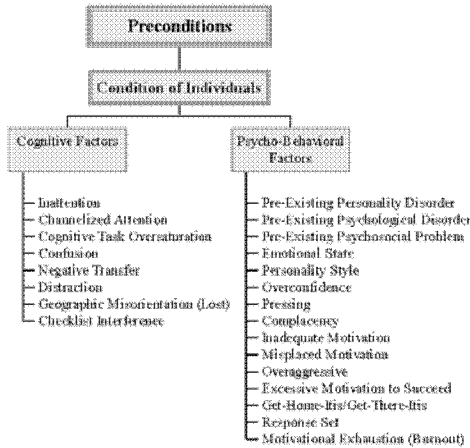 Preconditions
Condition of Individuals
Cognitive Factors
Inattention
Channelized Attention
Cognitive Task Oversaturation
Confusion
Negative Transfer
Distraction
Geographic Misorientation (Lost)
Checklist Interference
Psycho-Behavioral
Factors
Pre-Existing Personality Disorder
Pre-Existing Psychological Disorder
Pre-Existing Psychosocial Problem
Emotional State
Personality Style
Overconfidence
Pressing
Complacency
Inadequate Motivation
Misplaced Motivation
Overaggressive
Excessive Motivation to Succeed
Get-Home-Itis/Get-There-Itis
Response Set
Motivational Exhaustion (Burnout)